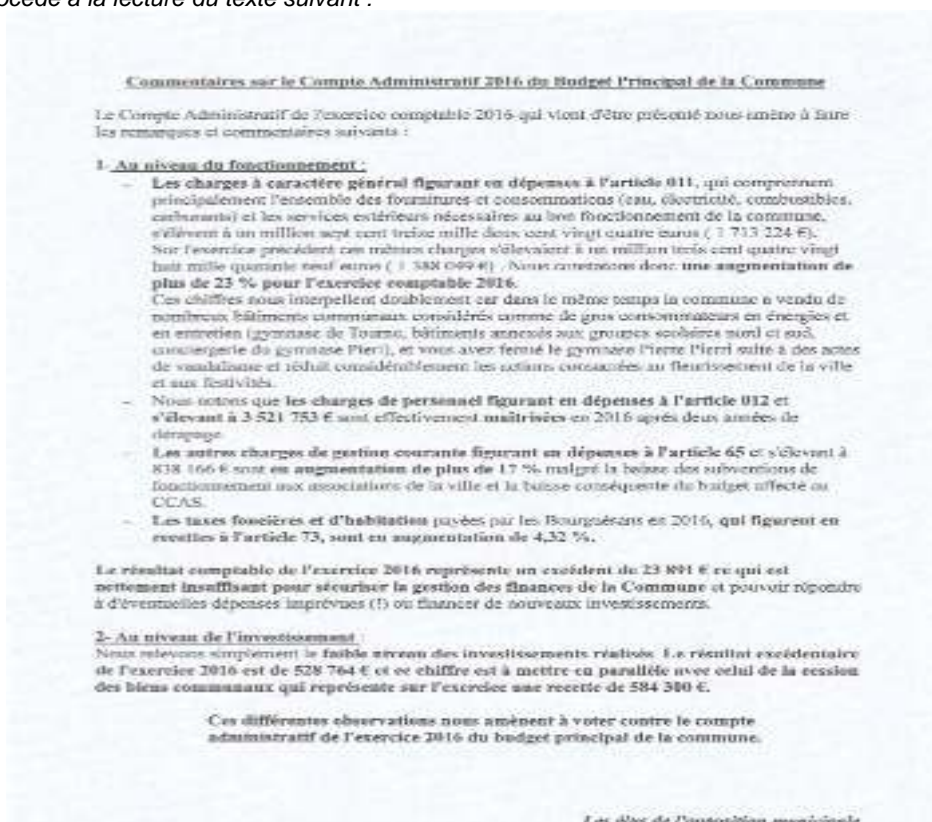 océde à la lecture du texte suivant :
Commentaires sur le Compte Administratif 2016 du Budget Principal de la Commune
Le Compte Administratif de l'exercice comptable 2016 qui vient d'être présenté nous amène à faire
les remarques et commentaires suivants :
1- Au niveau du fonctionnement :
- Les charges à caractère général figurant en dépenses à l'article 011, qui comprennent
principalement l'ensemble des fournitures et consommations (eau, électricité, combustibles,
carburants) et les services extérieurs nécessaires au bon fonctionnement de la commune,
s'élèvent à un million sept cent treize mille deux cent vingt quatre euros ( 1 713 224 €).
Sur l'exercice précédent ces mêmes charges s'élevaient à un million trois cent quatre vingt
huit mille quarante neuf euros ( 1 388 049 €) . Nous constatons donc une augmentation de
plus de 23 % pour l'exercice comptable 2016.
Ces chiffres nous interpellent doublement car dans le même temps la commune a vendu de
nombreux bâtiments communaux considérés comme de gros consommateurs en énergies et
en entretien (gymnase de Tourne, bâtiments annexés aux groupes scolaires nord et sud,
conciergerie du gymnase Pieri), et vous avez fermé le gymnase Pierre Pierri suite à des actes
de vandalisme et réduit considérablement les actions consacrées au fleurissement de la ville
et aux festivités.
- Nous notons que les charges de personnel figurant en dépenses à l'article 012 et
s'élevant à 3 521 753 € sont effectivement maîtrisées en 2016 après deux années de
dérapage.
- Les autres charges de gestion courante figurant en dépenses à l'article 65 et s'élevant à
838 166 € sont en augmentation de plus de 17 % malgré la baisse des subventions de
fonctionnement aux associations de la ville et la baisse conséquente du budget affecté au
CCAS.
- Les taxes foncières et d'habitation payées par les Bourguésans en 2016, qui figurent en
recettes à l'article 73, sont en augmentation de 4,32 %.
Le résultat comptable de l'exercice 2016 représente un excédent de 23 891 € ce qui est
nettement insuffisant pour sécuriser la gestion des finances de la Commune et pouvoir répondre
à d'éventuelles dépenses imprévues (!) ou financer de nouveaux investissements.
2- Au niveau de l'investissement :
Nous relevons simplement le faible niveau des investissements réalisés. Le résultat excédentaire
de l'exercice 2016 est de 528 764 € et ce chiffre est à mettre en parallèle avec celui de la cession
des biens communaux qui représente sur l'exercice une recette de 584 300 €.
Ces différentes observations nous amènent à voter contre le compte
administratif de l'exercice 2016 du budget principal de la commune.
Les élus de l'opposition municipale